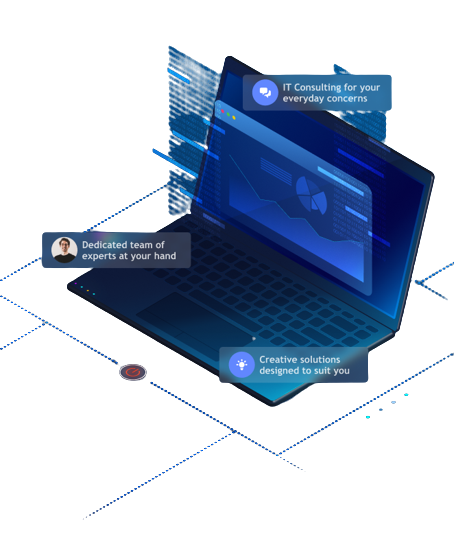 IT Consulting for your
everyday concerns
Dedicated team of
experts at your hand
Creative solutions
designed to suit you